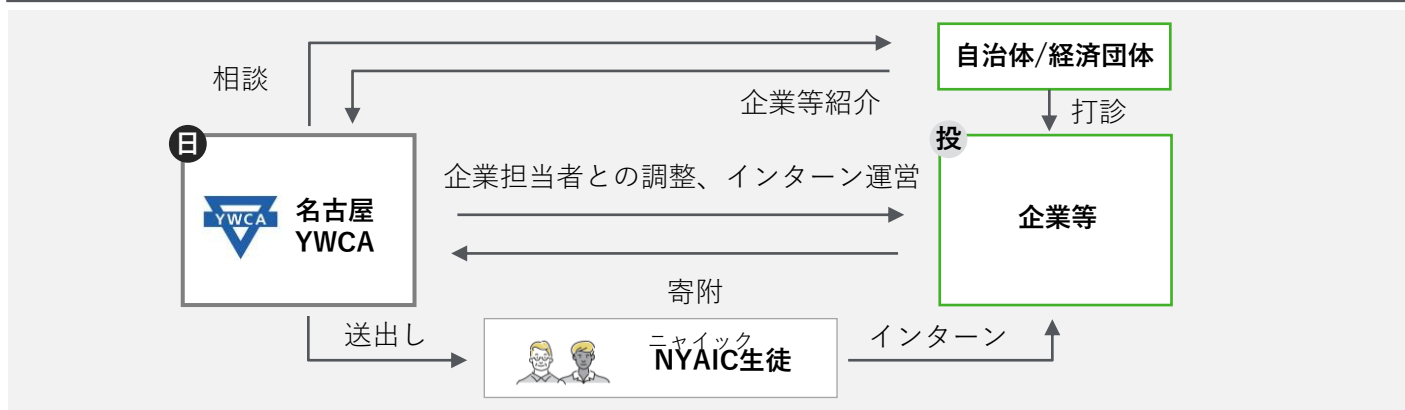 自治体/経済団体
相談
企業等紹介
打診
日
投
YWCA
名古屋
YWCA
企業担当者との調整、インターン運営
企業等
寄附
送出し
ニャイック
NYAIC生徒
インターン